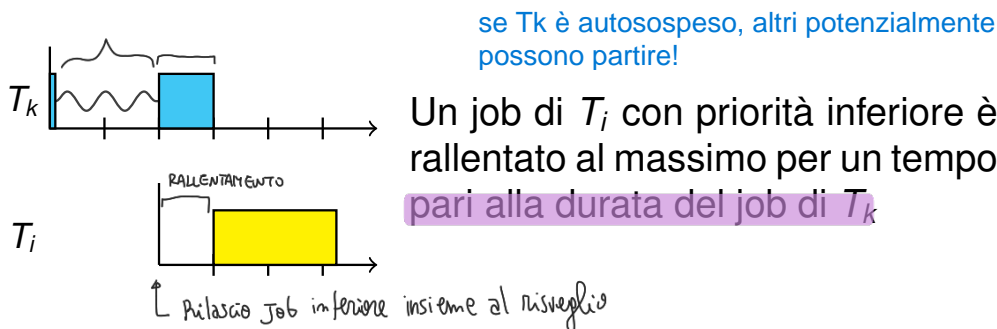 se Tk è autosospeso, altri potenzialmente
possono partire!
Tk
Un job di Ti con priorità inferiore è
rallentato al massimo per un tempo
pari alla durata del job di Tk
RALLENTAMENTO
Ti
Rilascio Job inferiore insieme al risveglio